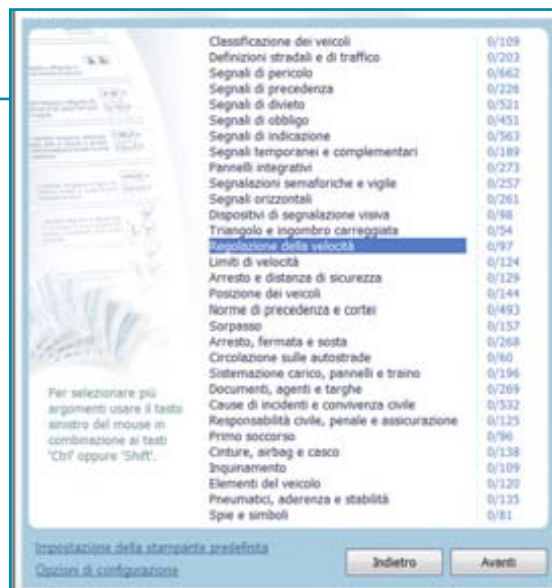 Classificazione dei veicoli 0/109
Definizioni stradali e di traffico 0/203
Segnali di pericolo 0/662
Segnali di precedenza 0/226
Segnali di divieto 0/521
Segnali di obbligo 0/451
Segnali di indicazione 0/563
Segnali temporanei e complementari 0/189
Pannelli integrativi 0/273
Segnalazioni semaforiche e vigile 0/257
Segnali orizzontali 0/261
Dispositvi di segnalazione visiva 0/98
Triangolo e ingombro carreggiata 0/54
Regolazione della velocità 0/97
Limiti di velocità 0/124
Arresto e distanza di sicurezza 0/129
Posizione dei veicoli 0/144
Norme di precedenza e cortei 0/493
Sorpasso 0/157
Arresto, fermata e sosta 0/268
Circolazione sulle autostrade 0/60
Sistemazione carico, pannelli e traino 0/196
Documenti, agenti e targhe 0/269
Cause di incidenti e convivenza civile 0/532
Responsabilità civile, penale e assicurazione 0/125
Primo soccorso 0/96
Cinture, airbag e casco 0/138
Inquinamento 0/109
Elementi del veicolo 0/120
Pneumatici, aderenza e stabilità 0/135
Spie e simboli 0/81
Per selezionare più
argomenti usare il tasto
sinistro del mouse in
combinazione ai tasti
'Ctrl' oppure 'Shift'.
Impostazione della stampante predefinita
Opzioni di configurazione
Indietro
Avanti